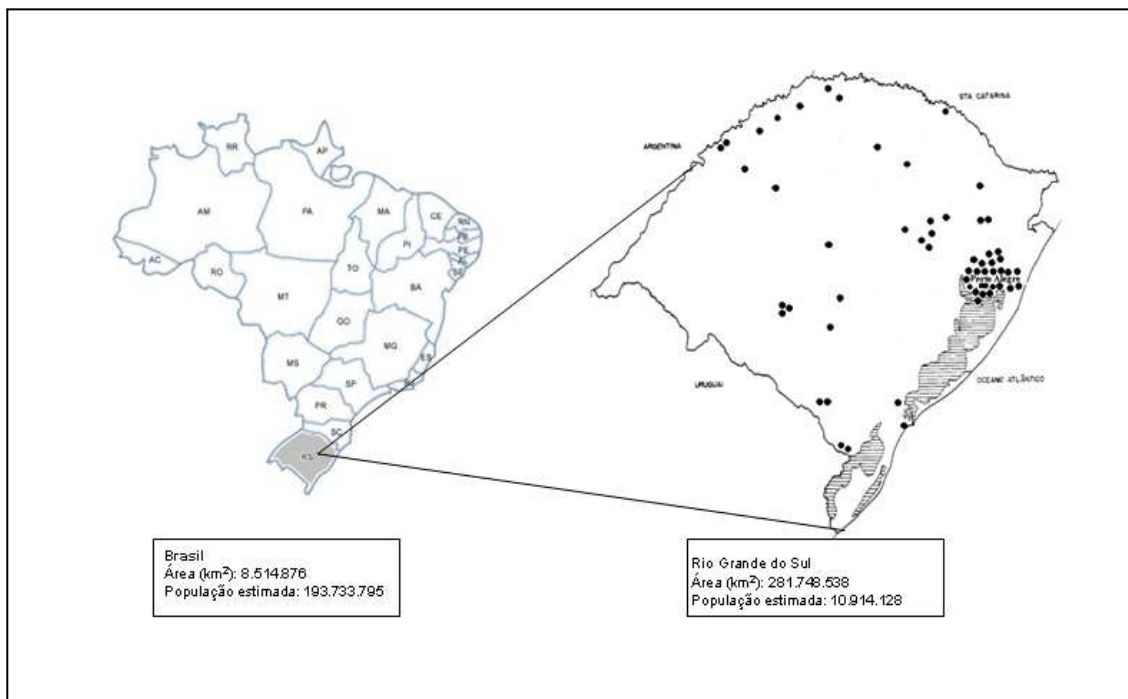 RR
AP
AM
PA
MA
CE
RN
PB
PE
AL
SE
PI
AC
RO
TO
BA
MT
GO
MG
ES
MS
SP
PR
SC
RS
STA CATARINA
ARGENTINA
Porto Alegre
OCEANO ATLÂNTICO
URUGUAI
Brasil
Área (km²): 8.514.876
População estimada: 193.733.795
Rio Grande do Sul
Área (km²): 281.748.538
População estimada: 10.914.128